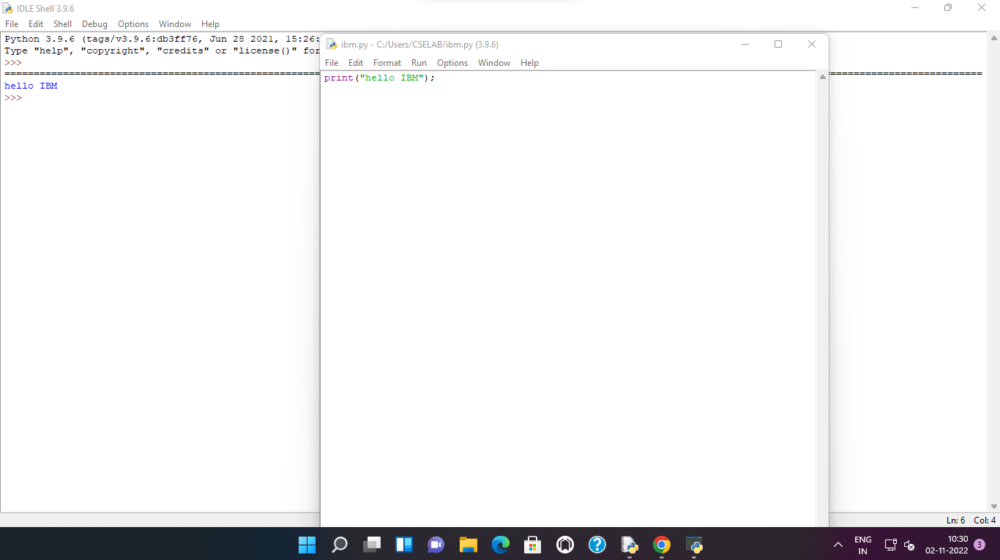 IDLE Shell 3.9.6
File Edit Shell Debug Options Window Help
Python 3.9.6 (tags/v3.9.6:db3ff76, Jun 28 2021, 15:26:
Type "help", "copyright", "credits" or "license()" for
>>>
hello IBM
>>>
ibm.py - C:/Users/CSELAB/ibm.py (3.9.6)
File Edit Format Run Options Window Help
print("hello IBM");
Ln: 6 Col: 4
ENG
IN
10:30
02-11-2022
3